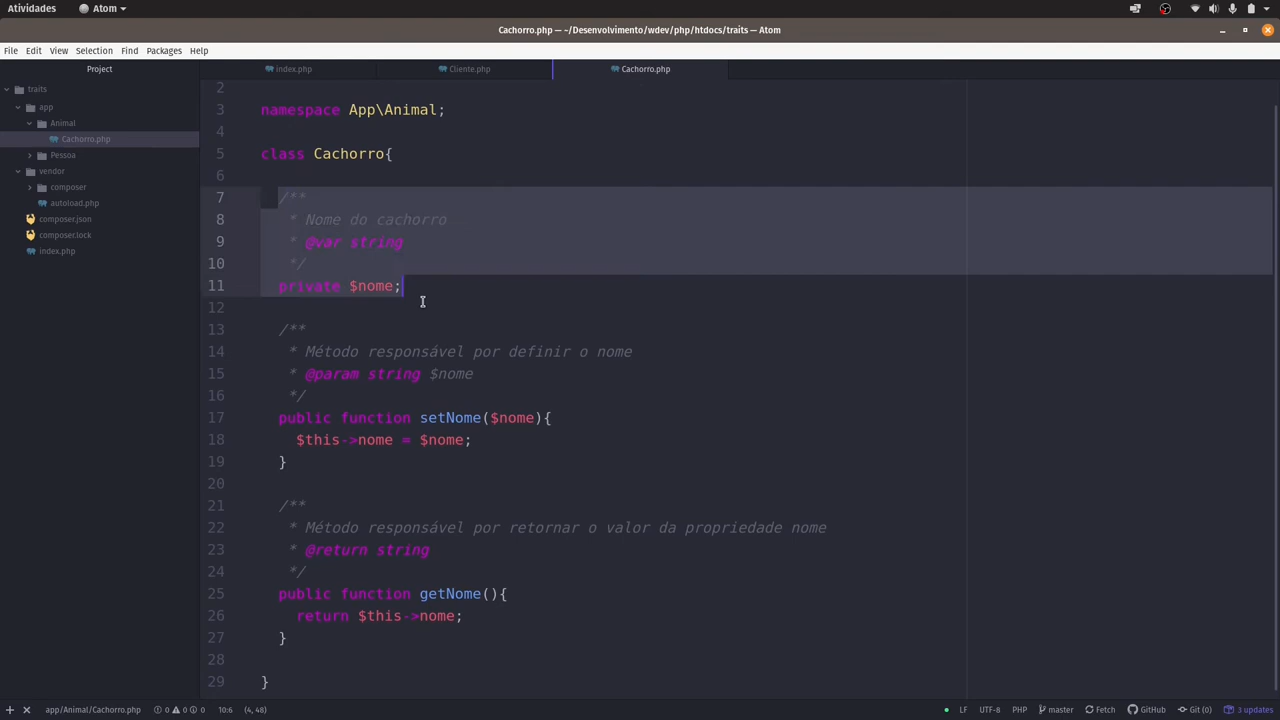 Atividades
Atom
Cachorro.php — ~/Desenvolvimento/wdev/php/htdocs/traits — Atom
File Edit View Selection Find Packages Help
Project
index.php
Cliente.php
Cachorro.php
traits
app
Animal
Cachorro.php
Pessoa
vendor
composer
autoload.php
composer.json
composer.lock
index.php
2
3 namespace App\Animal;
4
5 class Cachorro{
6
7 /**
8 * Nome do cachorro
9 * @var string
10 */
11 private $nome;
12
13 /**
14 * Método responsável por definir o nome
15 * @param string $nome
16 */
17 public function setNome($nome){
18 $this->nome = $nome;
19 }
20
21 /**
22 * Método responsável por retornar o valor da propriedade nome
23 * @return string
24 */
25 public function getNome(){
26 return $this->nome;
27 }
28
29 }
app/Animal/Cachorro.php 0 0 0 10:6 (4, 48) LF UTF-8 PHP master Fetch GitHub Git (0) 3 updates